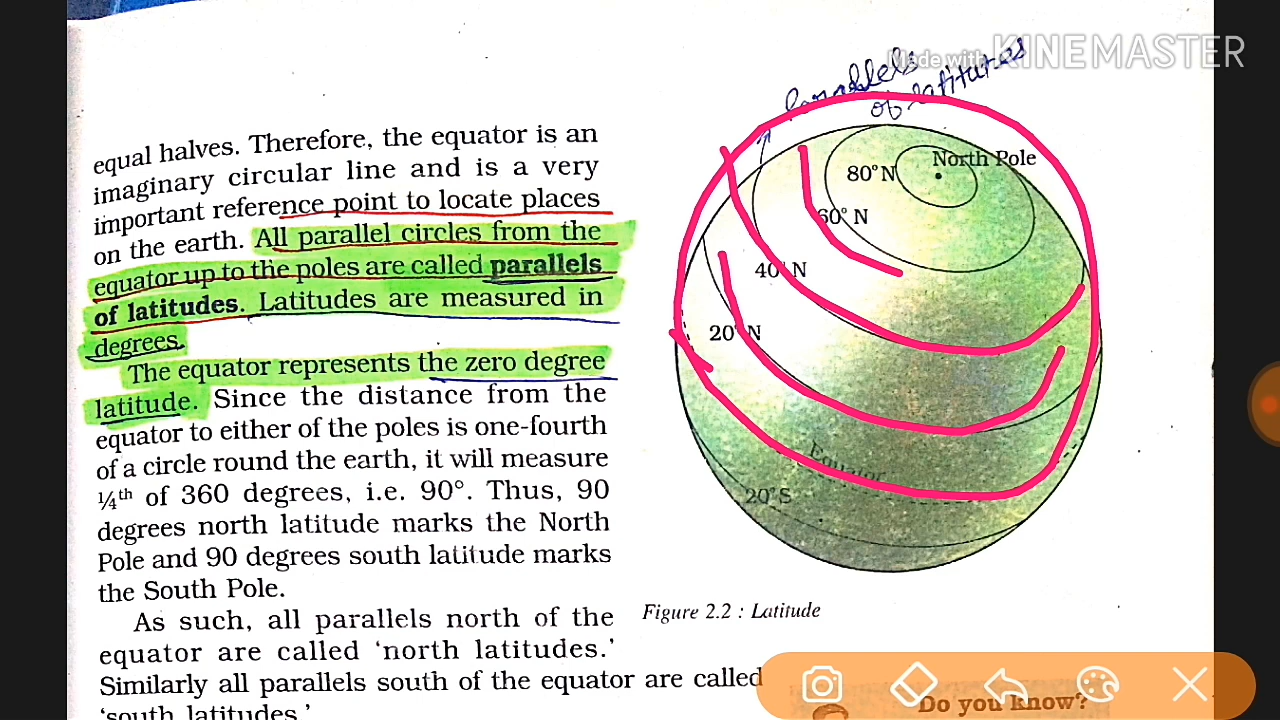 Made with KINEMASTER
Parallels
of latitutes
equal halves. Therefore, the equator is an
imaginary circular line and is a very
important reference point to locate places
on the earth. All parallel circles from the
equator up to the poles are called parallels
of latitudes. Latitudes are measured in
degrees.
The equator represents the zero degree
latitude. Since the distance from the
equator to either of the poles is one-fourth
of a circle round the earth, it will measure
¼th of 360 degrees, i.e. 90°. Thus, 90
degrees north latitude marks the North
Pole and 90 degrees south latitude marks
the South Pole.
As such, all parallels north of the
equator are called ‘north latitudes.’
Similarly all parallels south of the equator are called
‘south latitudes.’
North Pole
80° N
60° N
40° N
20° N
Equator
20° S
Figure 2.2 : Latitude
Do you know?